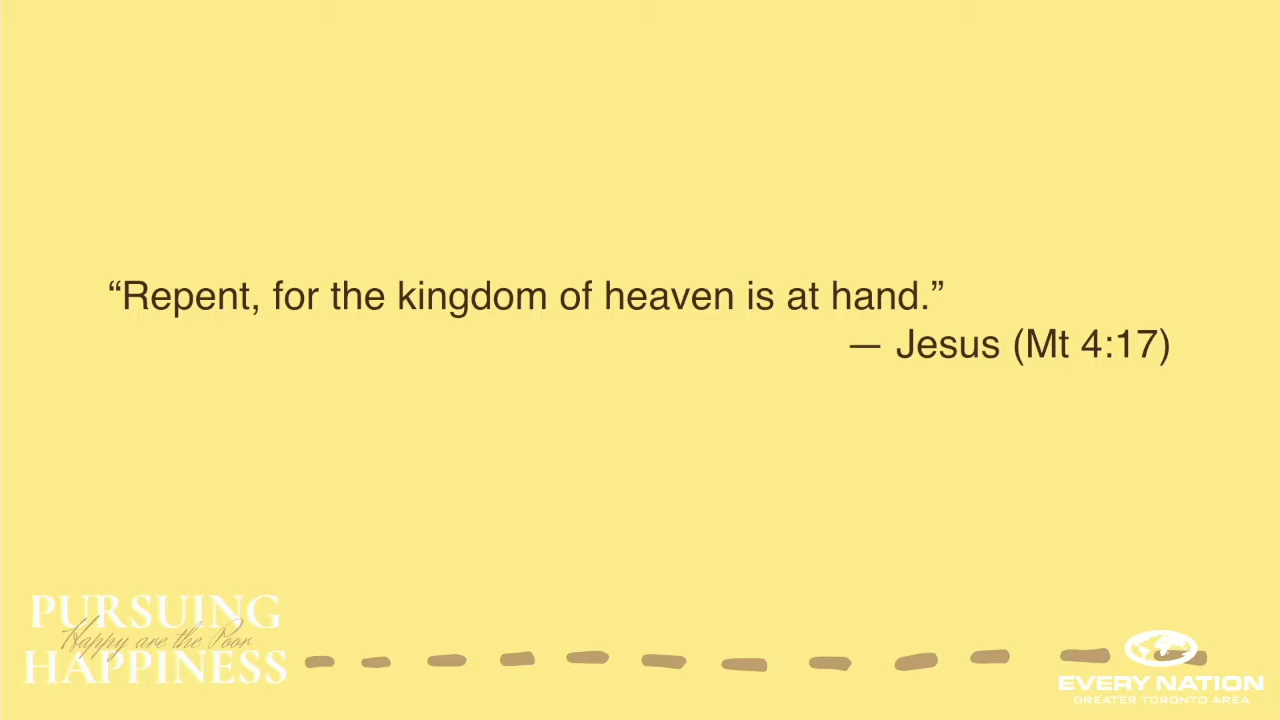 “Repent, for the kingdom of heaven is at hand.”
— Jesus (Mt 4:17)
PURSUING
Happy are the Poor
HAPPINESS
EVERY NATION
GREATER TORONTO AREA